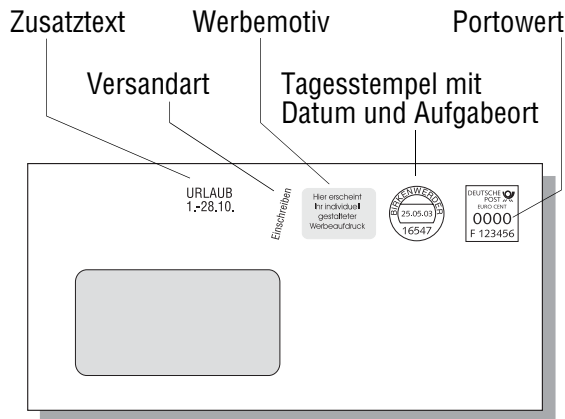 Zusatztext
Werbemotiv
Portowert
Versandart
Tagesstempel mit
Datum und Aufgabeort
URLAUB
1.-28.10.
Einschreiben
Hier erscheint
Ihr individuell
gestalteter
Werbeaufdruck
BIRKENWERDER
25.05.03
16547
DEUTSCHE
POST
EURO CENT
0000
F 123456